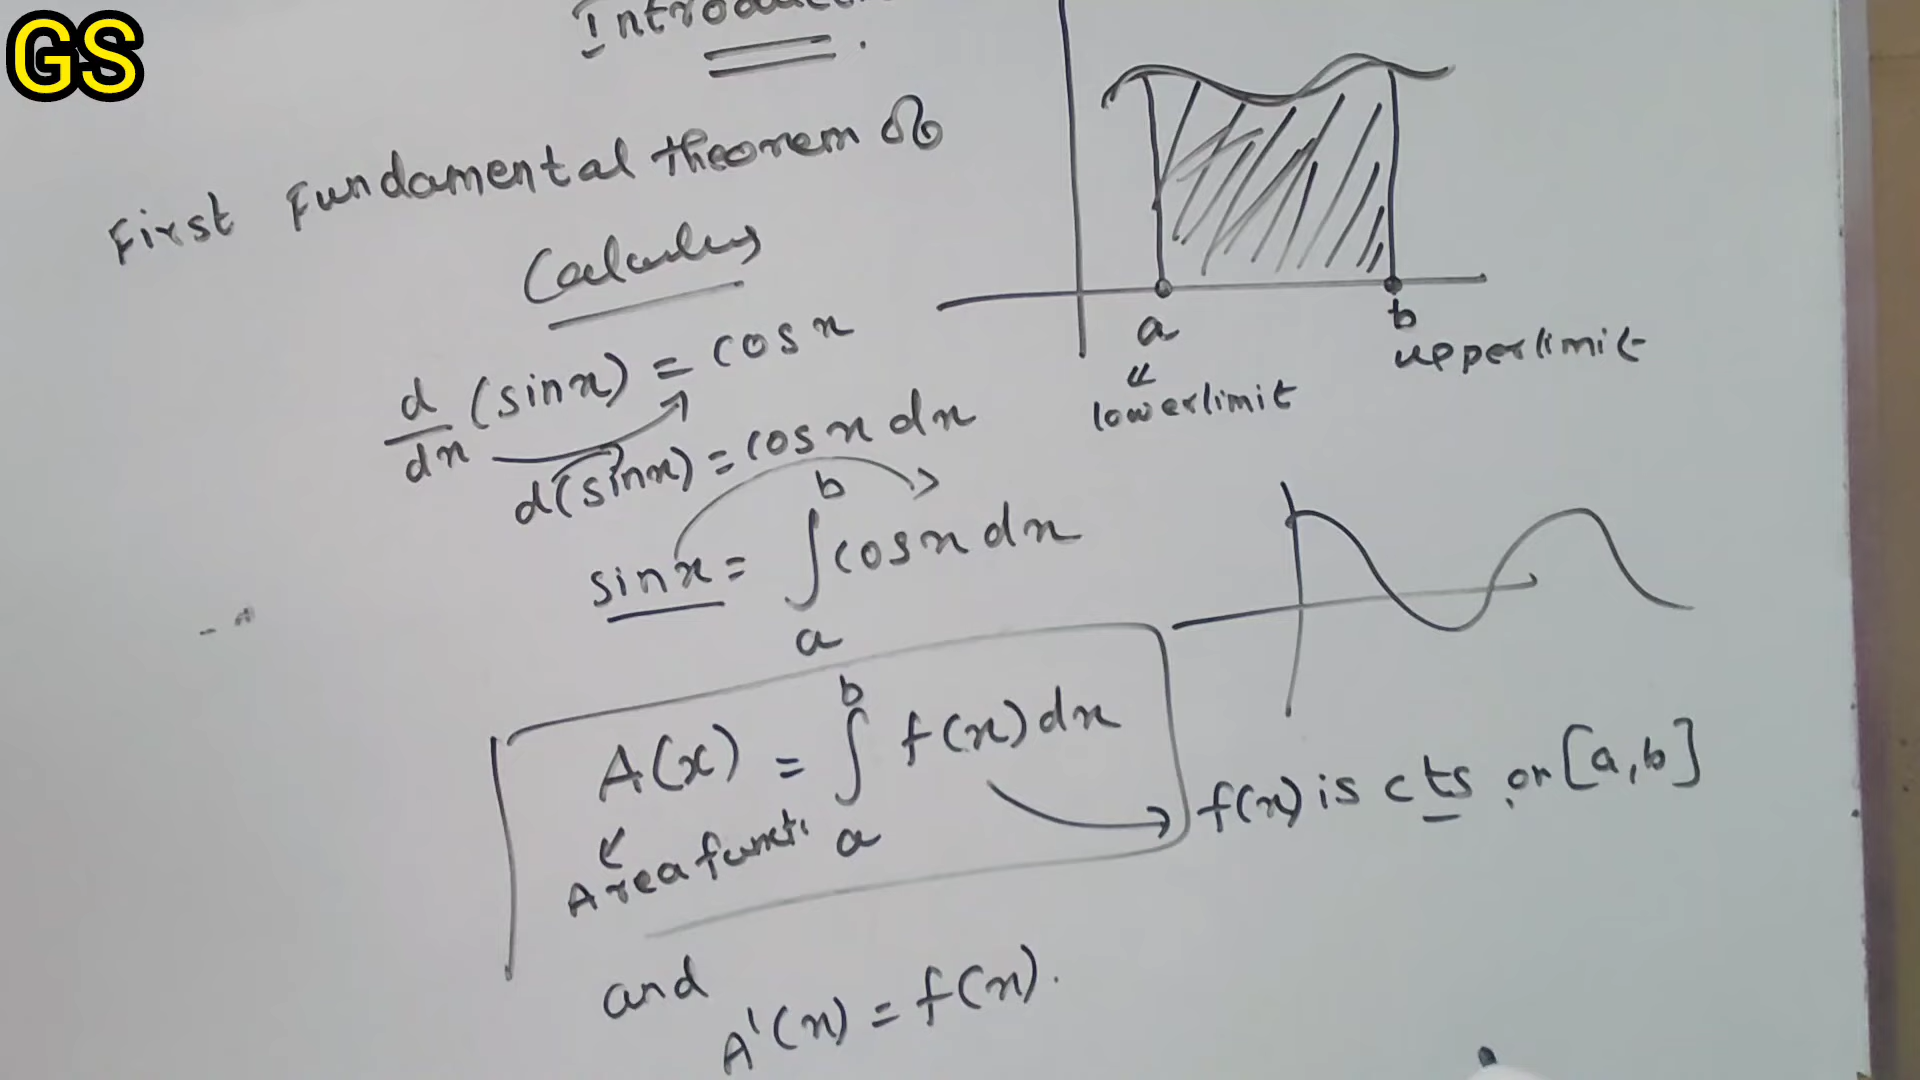 GS
Introduc
First Fundamental theorem of
Calculus
d/dx (sinx) = cosx
d(sinx) = cosx dx
sinx = ∫ₐᵇ cosx dx
A(x) = ∫ₐᵇ f(x) dx
Area functi
f(x) is cts on [a,b]
and
A'(x) = f(x).
a
b
lowerlimit
upperlimit